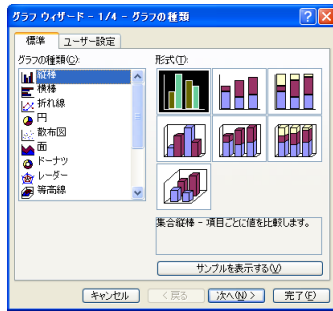 グラフ ウィザード - 1/4 - グラフの種類
標準 ユーザー設定
グラフの種類(C):
縦棒
横棒
折れ線
円
散布図
面
ドーナツ
レーダー
等高線
形式(T):
集合縦棒 - 項目ごとに値を比較します。
サンプルを表示する(V)
キャンセル < 戻る 次へ(N) > 完了(F)